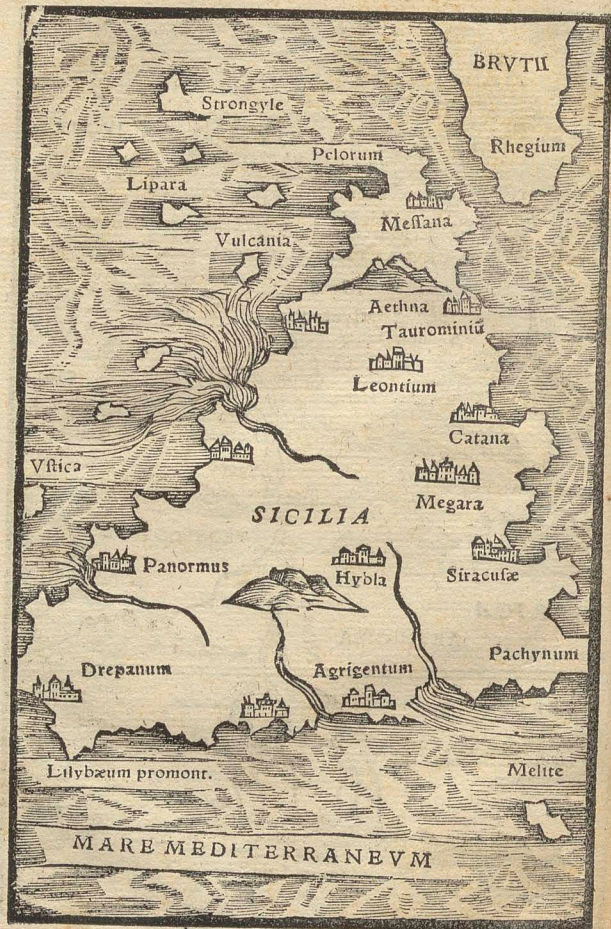 BRVTII
Strongyle
Rhegium
Pelorum
Lipara
Meſſana
Vulcania
Aethna
Taurominiū
Leontium
Catana
Vſtica
Megara
SICILIA
Panormus
Hybla
Siracuſæ
Pachynum
Drepanum
Agrigentum
Lilybæum promont.
Melite
MARE MEDITERRANEVM